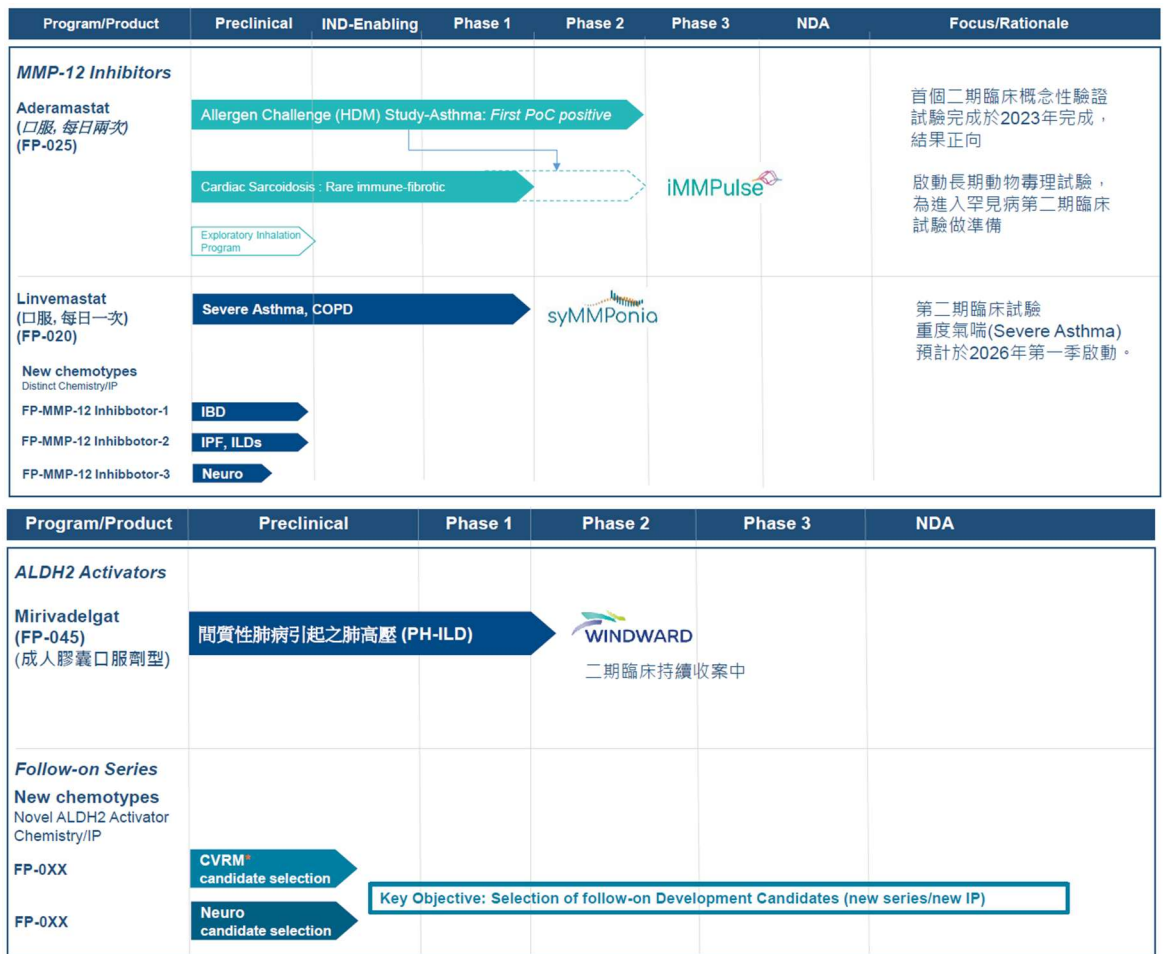 Program/Product Preclinical IND-Enabling Phase 1 Phase 2 Phase 3 NDA Focus/Rationale
MMP-12 Inhibitors
Aderamastat
(口服, 每日兩次)
(FP-025)
Allergen Challenge (HDM) Study-Asthma: First PoC positive
Cardiac Sarcoidosis : Rare immune-fibrotic
iMMPulse
Exploratory Inhalation
Program
首個二期臨床概念性驗證
試驗完成於2023年完成，
結果正向
啟動長期動物毒理試驗，
為進入罕見病第二期臨床
試驗做準備
Linvemastat
(口服, 每日一次)
(FP-020)
Severe Asthma, COPD
syMMPonia
第二期臨床試驗
重度氣喘(Severe Asthma)
預計於2026年第一季啟動。
New chemotypes
Distinct Chemistry/IP
FP-MMP-12 Inhibbotor-1 IBD
FP-MMP-12 Inhibbotor-2 IPF, ILDs
FP-MMP-12 Inhibbotor-3 Neuro
Program/Product Preclinical Phase 1 Phase 2 Phase 3 NDA
ALDH2 Activators
Mirivadelgat
(FP-045)
(成人膠囊口服劑型)
間質性肺病引起之肺高壓 (PH-ILD)
WINDWARD
二期臨床持續收案中
Follow-on Series
New chemotypes
Novel ALDH2 Activator
Chemistry/IP
FP-0XX
CVRM*
candidate selection
Key Objective: Selection of follow-on Development Candidates (new series/new IP)
FP-0XX
Neuro
candidate selection